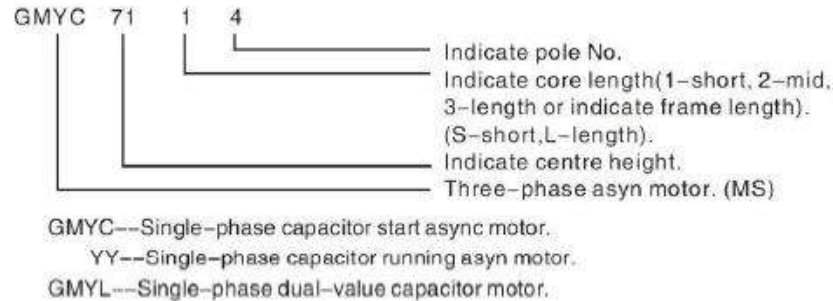 GMYC 71 1 4
Indicate pole No.
Indicate core length(1-short, 2-mid,
3-length or indicate frame length).
(S-short,L-length).
Indicate centre height.
Three-phase asyn motor. (MS)
GMYC--Single-phase capacitor start async motor.
YY--Single-phase capacitor running asyn motor.
GMYL---Single-phase dual-value capacitor motor.